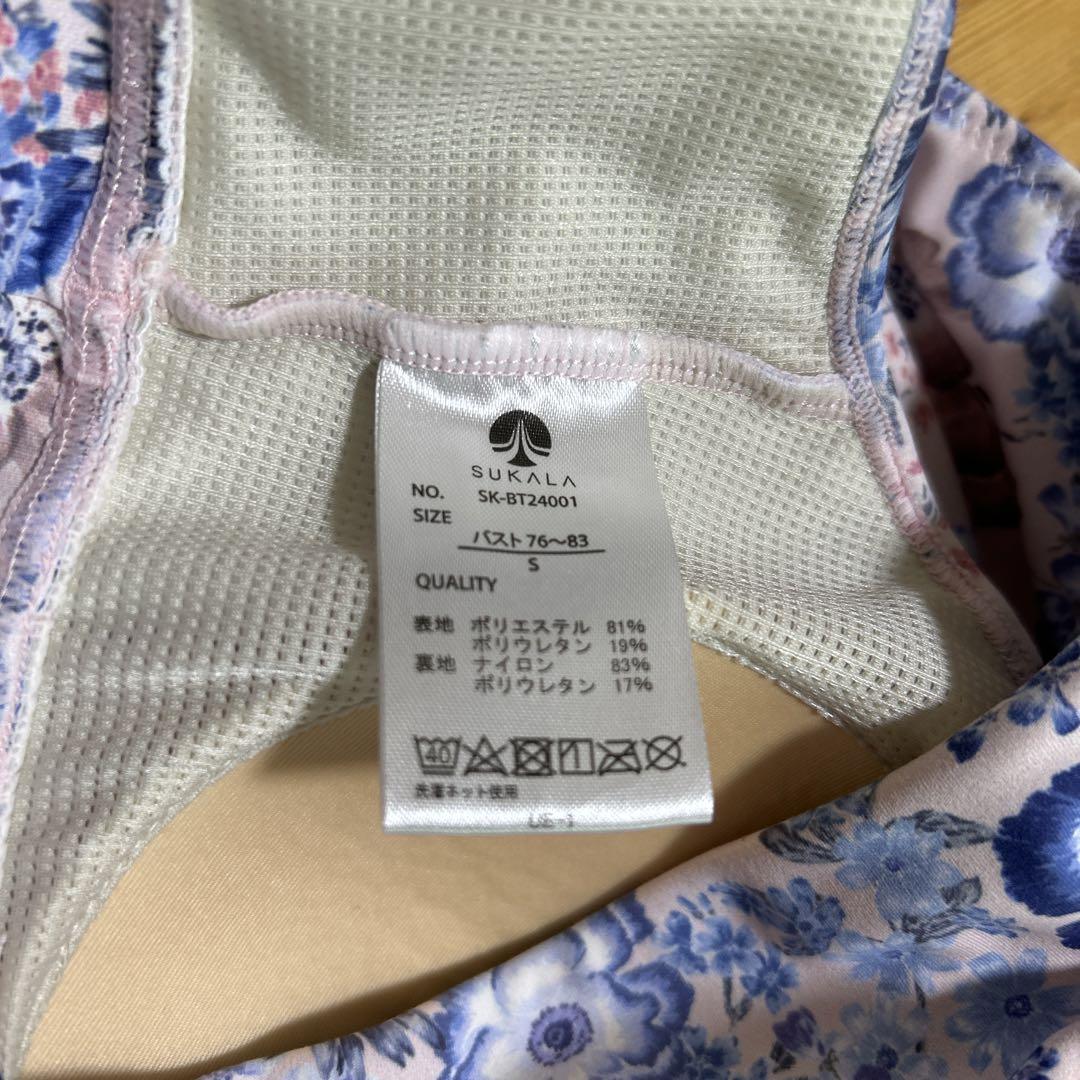 SUKALA
NO. SK-BT24001
SIZE
バスト 76～83
S
QUALITY
表地 ポリエステル 81%
ポリウレタン 19%
裏地 ナイロン 83%
ポリウレタン 17%
40
洗濯ネット使用